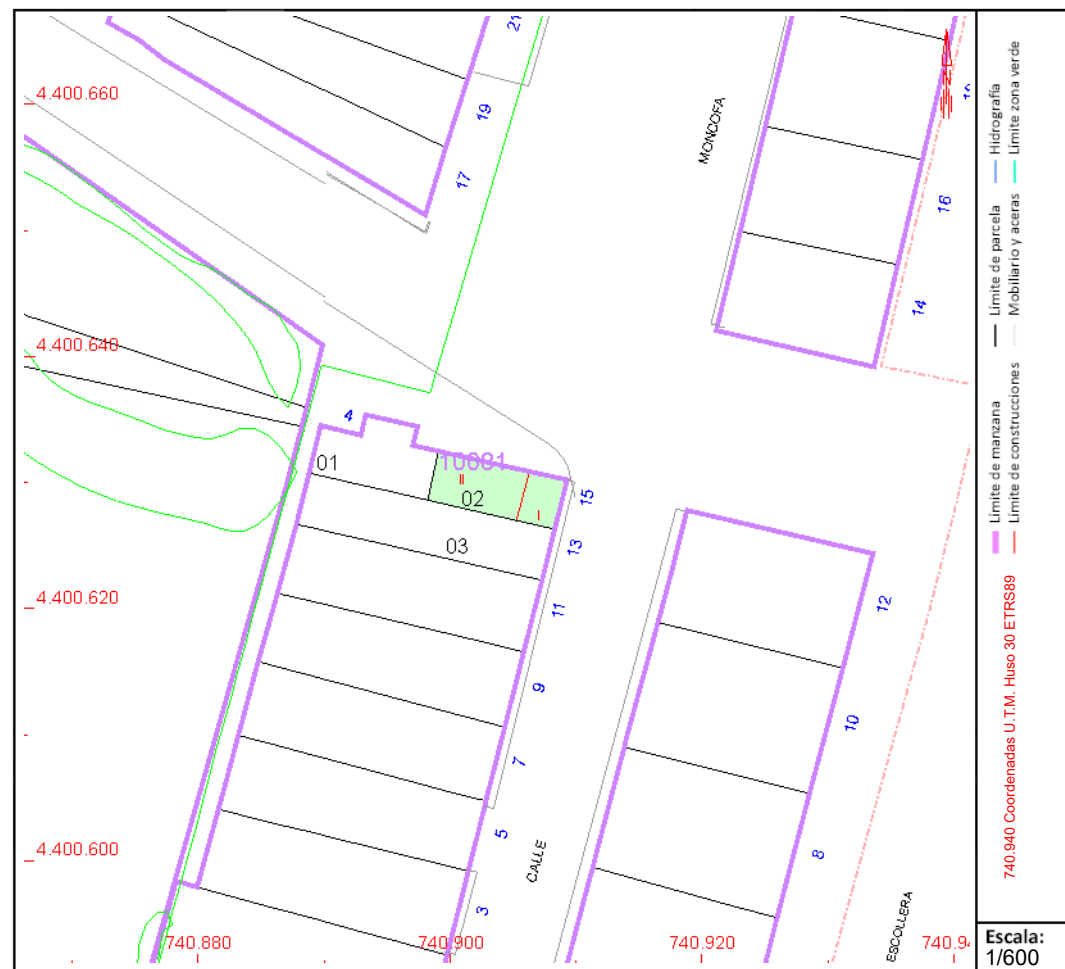 21
4.400.660
19
17
MONCOFA
16
14
4.400.640
4
01
10081
II
02
I
15
03
13
11
4.400.620
12
9
10
7
5
8
4.400.600
CALLE
3
ESCOLLERA
740.880
740.900
740.920
Límite de manzana
Límite de parcela
Hidrografía
Límite de construcciones
Mobiliario y aceras
Límite zona verde
740.940 Coordenadas U.T.M. Huso 30 ETRS89
Escala:
1/600